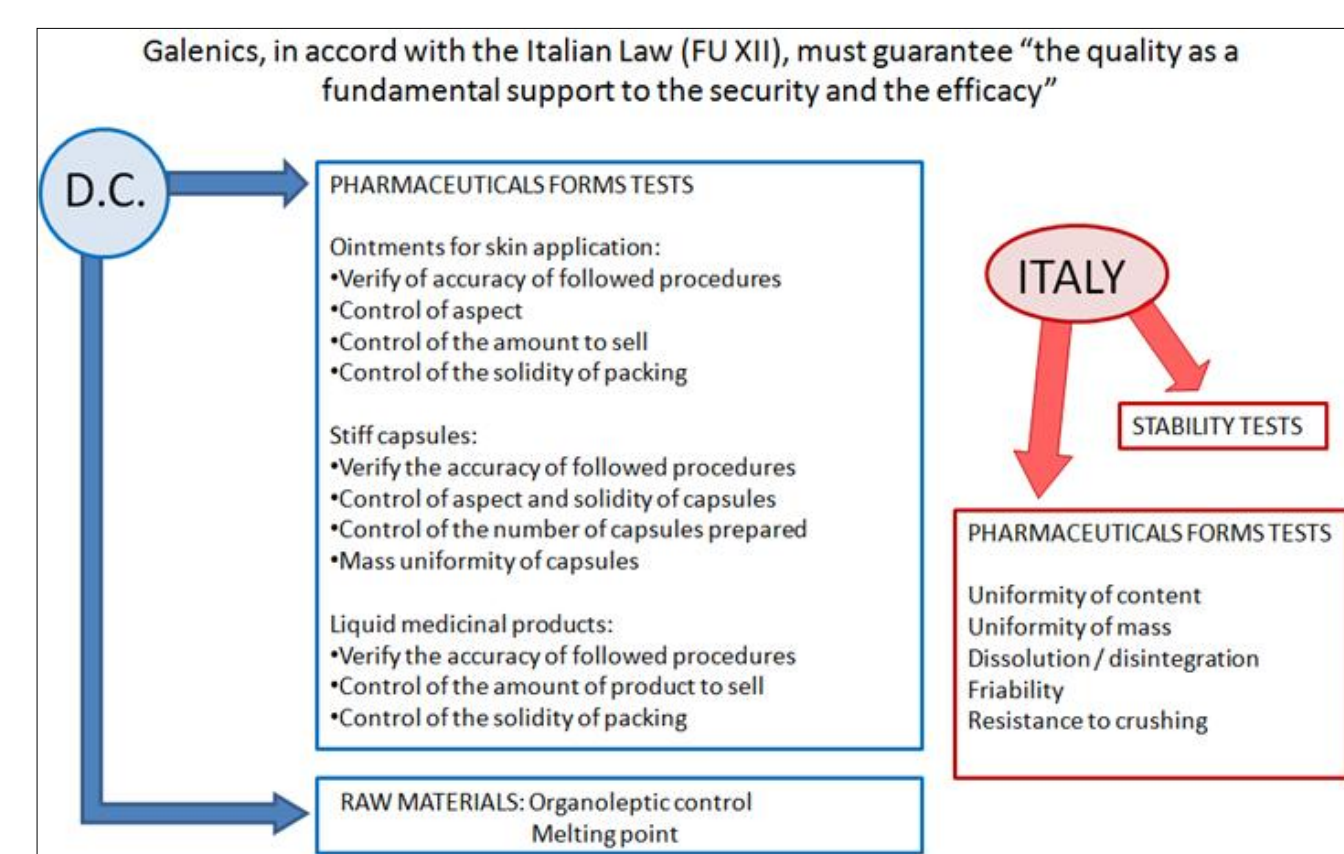 Galenics, in accord with the Italian Law (FU XII), must guarantee “the quality as a
fundamental support to the security and the efficacy”
D.C.
PHARMACEUTICALS FORMS TESTS
Ointments for skin application:
•Verify of accuracy of followed procedures
•Control of aspect
•Control of the amount to sell
•Control of the solidity of packing
Stiff capsules:
•Verify the accuracy of followed procedures
•Control of aspect and solidity of capsules
•Control of the number of capsules prepared
•Mass uniformity of capsules
Liquid medicinal products:
•Verify the accuracy of followed procedures
•Control of the amount of product to sell
•Control of the solidity of packing
RAW MATERIALS: Organoleptic control
Melting point
ITALY
STABILITY TESTS
PHARMACEUTICALS FORMS TESTS
Uniformity of content
Uniformity of mass
Dissolution / disintegration
Friability
Resistance to crushing